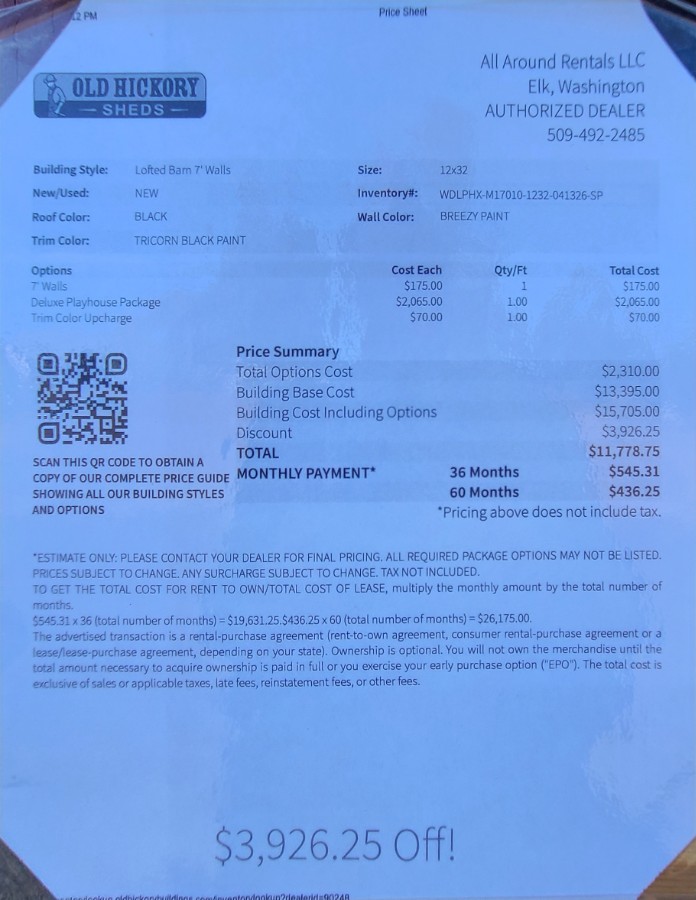 12 PM
Price Sheet
OLD HICKORY
SHEDS
All Around Rentals LLC
Elk, Washington
AUTHORIZED DEALER
509-492-2485
Building Style: Lofted Barn 7' Walls Size: 12x32
New/Used: NEW Inventory#: WDLPHX-M17010-1232-041326-SP
Roof Color: BLACK Wall Color: BREEZY PAINT
Trim Color: TRICORN BLACK PAINT
Options Cost Each Qty/Ft Total Cost
7' Walls $175.00 1 $175.00
Deluxe Playhouse Package $2,065.00 1.00 $2,065.00
Trim Color Upcharge $70.00 1.00 $70.00
Price Summary
Total Options Cost $2,310.00
Building Base Cost $13,395.00
Building Cost Including Options $15,705.00
Discount $3,926.25
TOTAL $11,778.75
MONTHLY PAYMENT* 36 Months $545.31
60 Months $436.25
*Pricing above does not include tax.
SCAN THIS QR CODE TO OBTAIN A
COPY OF OUR COMPLETE PRICE GUIDE
SHOWING ALL OUR BUILDING STYLES
AND OPTIONS
*ESTIMATE ONLY: PLEASE CONTACT YOUR DEALER FOR FINAL PRICING. ALL REQUIRED PACKAGE OPTIONS MAY NOT BE LISTED.
PRICES SUBJECT TO CHANGE. ANY SURCHARGE SUBJECT TO CHANGE. TAX NOT INCLUDED.
TO GET THE TOTAL COST FOR RENT TO OWN/TOTAL COST OF LEASE, multiply the monthly amount by the total number of
months.
$545.31 x 36 (total number of months) = $19,631.25.$436.25 x 60 (total number of months) = $26,175.00.
The advertised transaction is a rental-purchase agreement (rent-to-own agreement, consumer rental-purchase agreement or a
lease/lease-purchase agreement, depending on your state). Ownership is optional. You will not own the merchandise until the
total amount necessary to acquire ownership is paid in full or you exercise your early purchase option ("EPO"). The total cost is
exclusive of sales or applicable taxes, late fees, reinstatement fees, or other fees.
$3,926.25 Off!